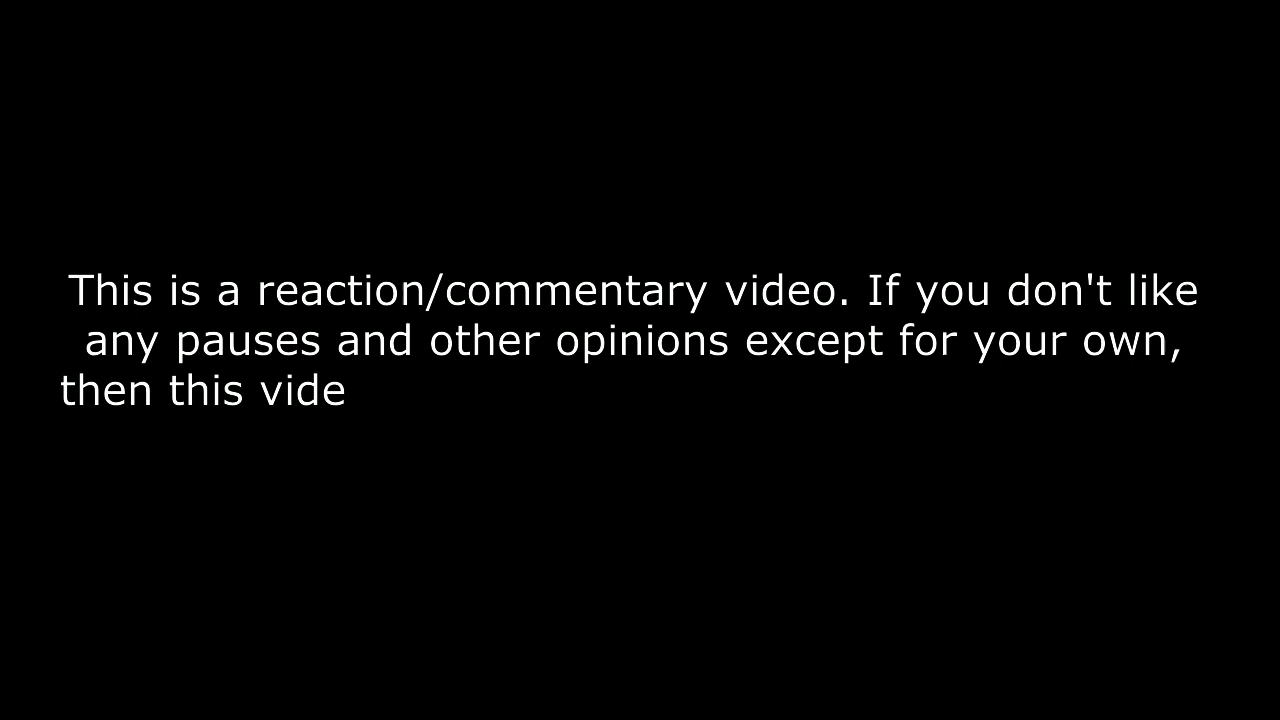 This is a reaction/commentary video. If you don't like
any pauses and other opinions except for your own,
then this vide